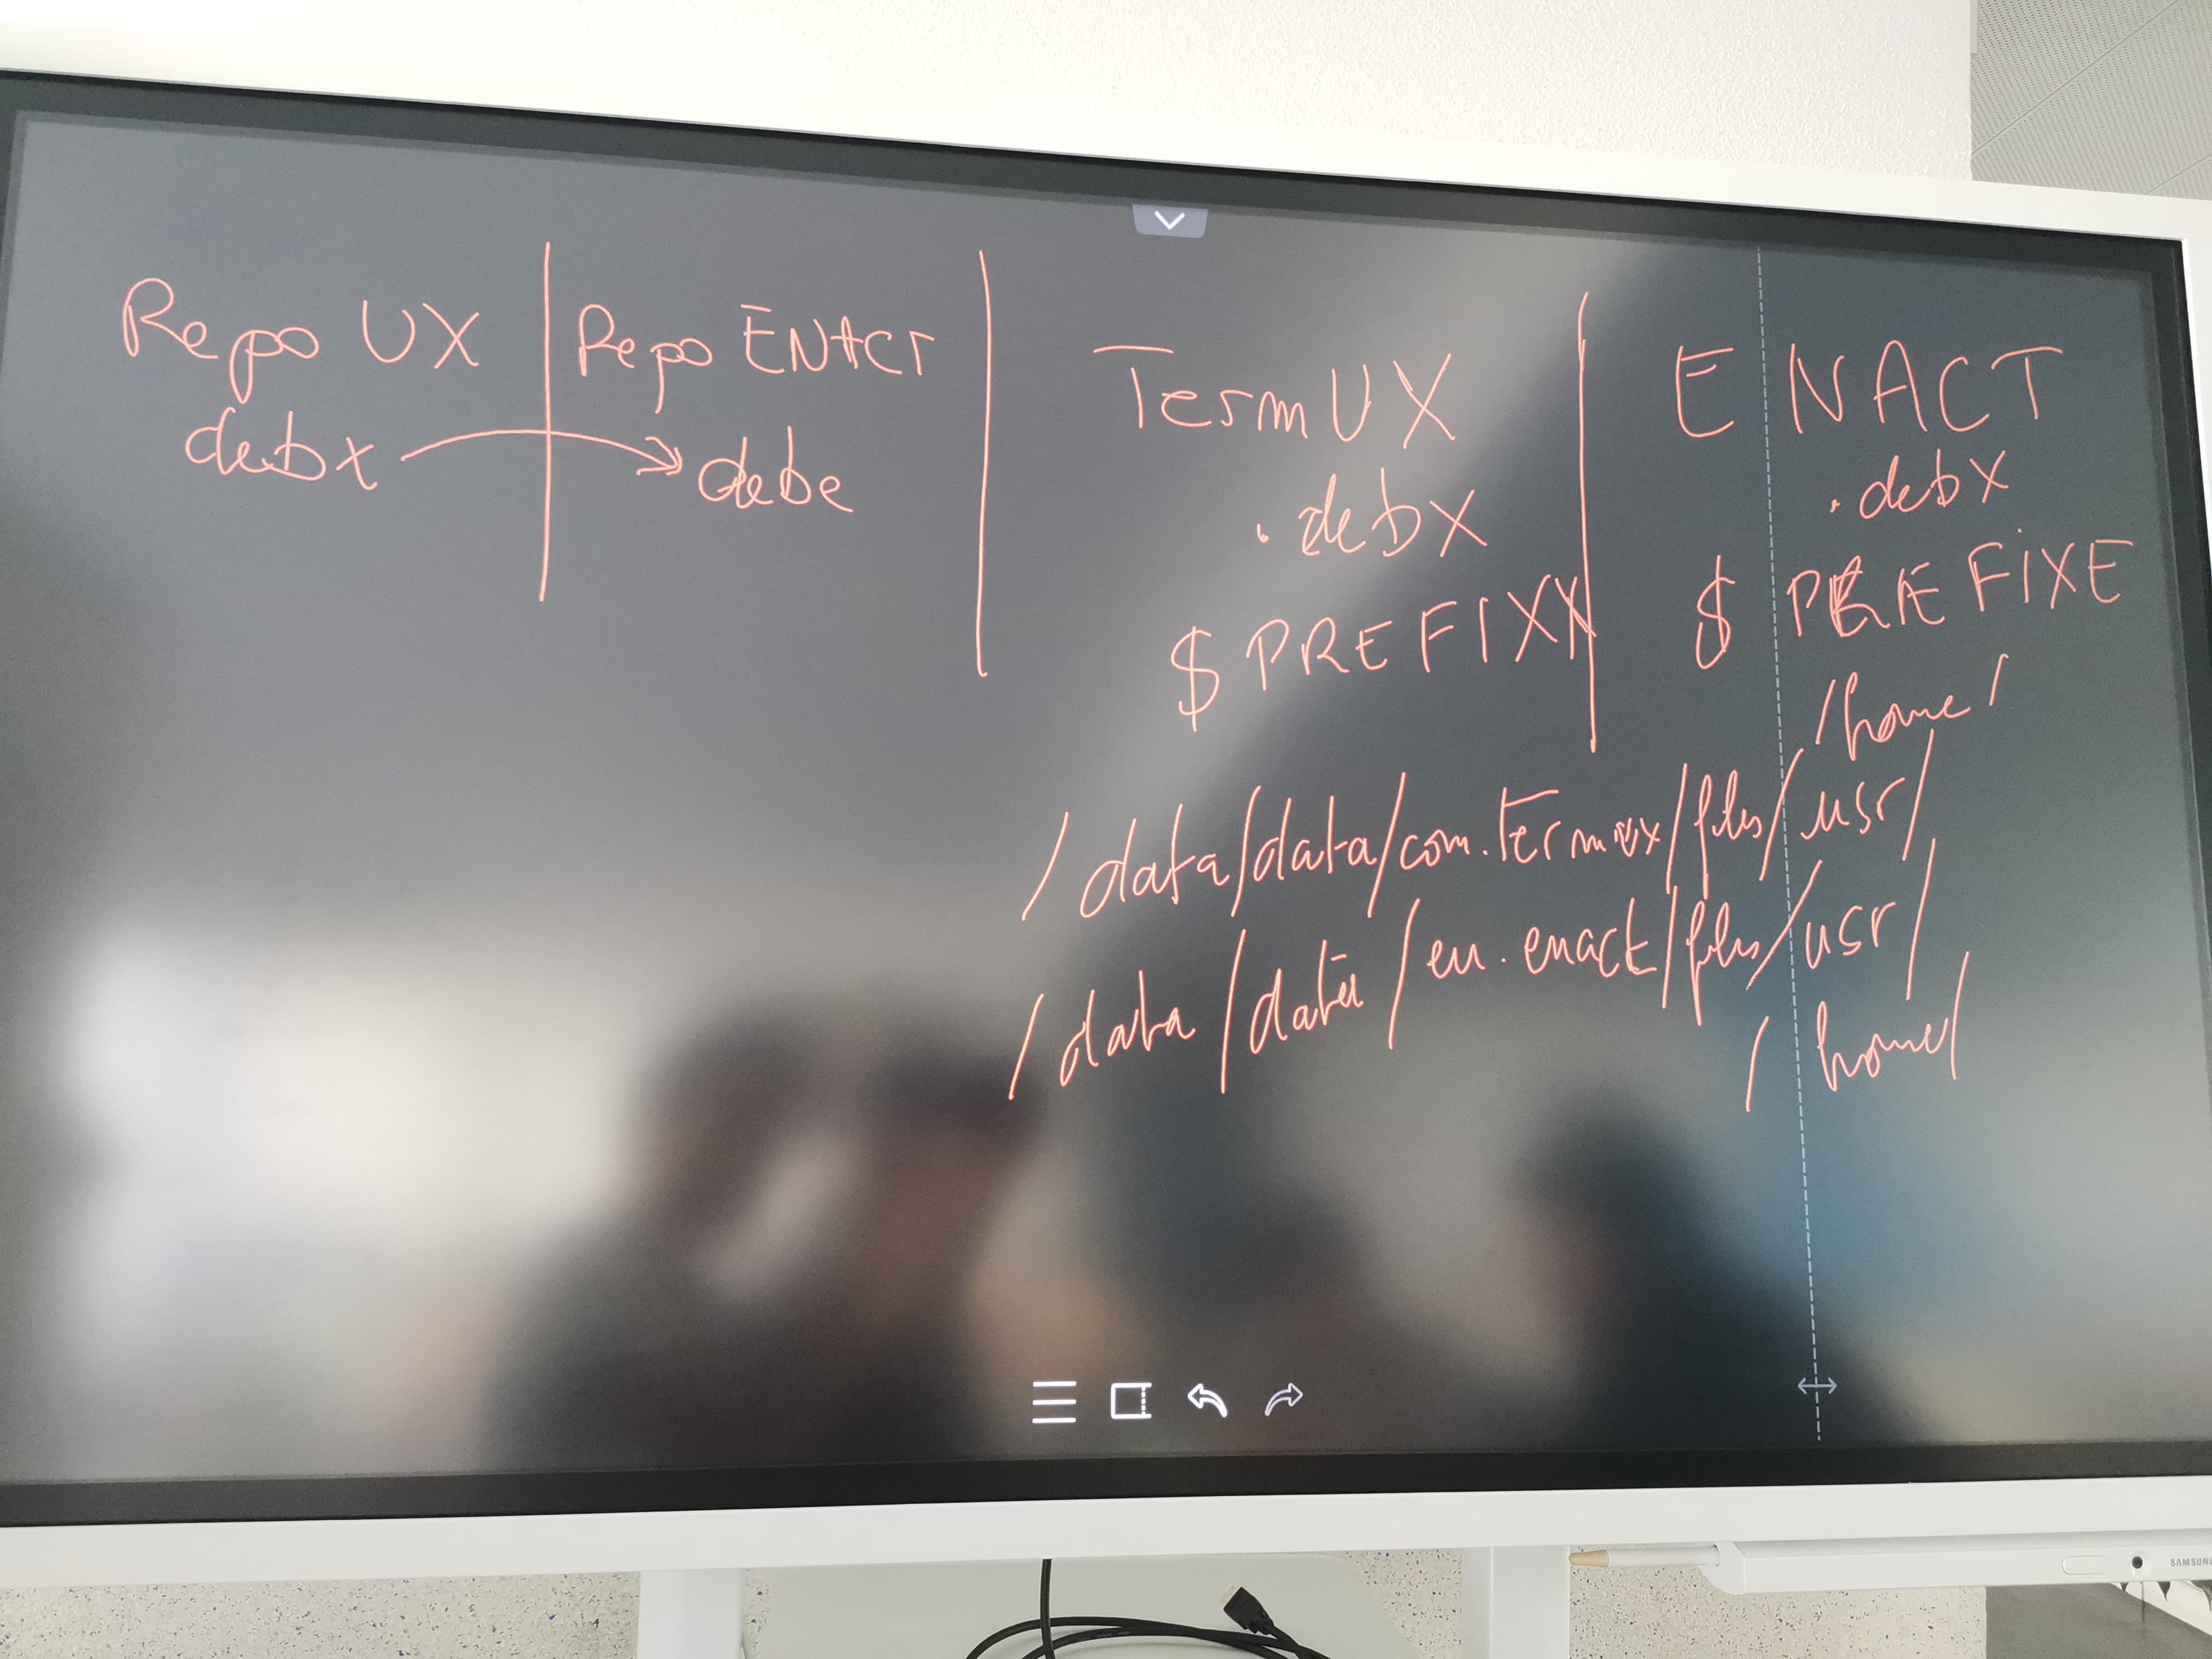 Repo UX
debx
Repo ENACT
debe
TermUX
.debX
$PREFIXX
ENACT
.debX
$PREFIXE
/home/
/data/data/com.termux/files/usr/
/data/data/eu.enact/files/usr/
/home/
SAMSUNG